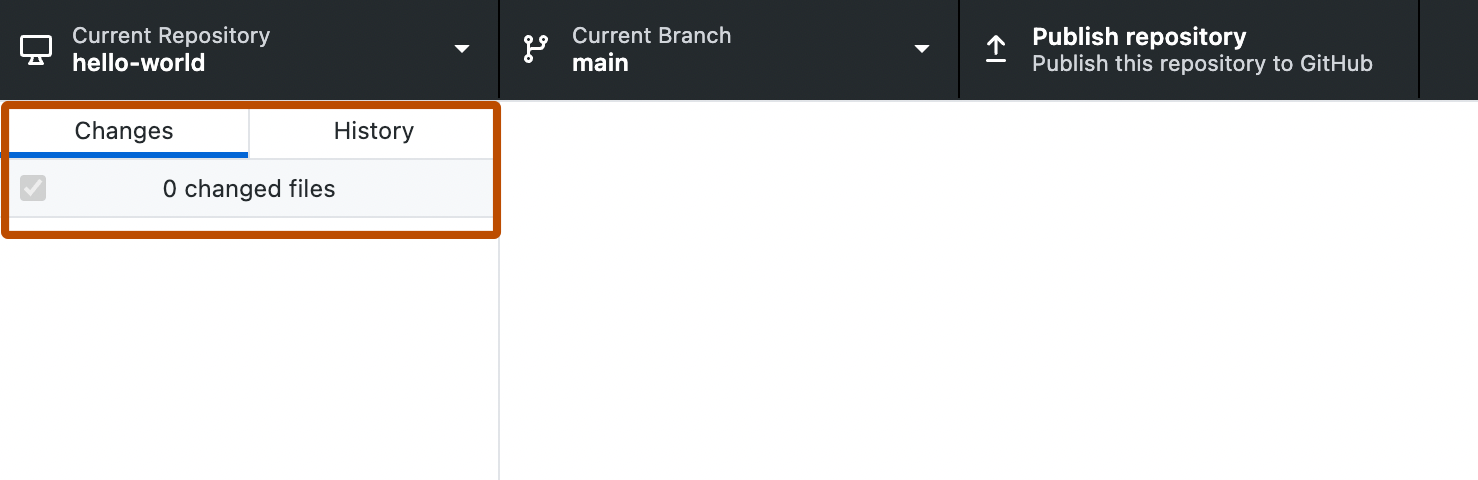 Current Repository
hello-world
Current Branch
main
Publish repository
Publish this repository to GitHub
Changes
History
0 changed files